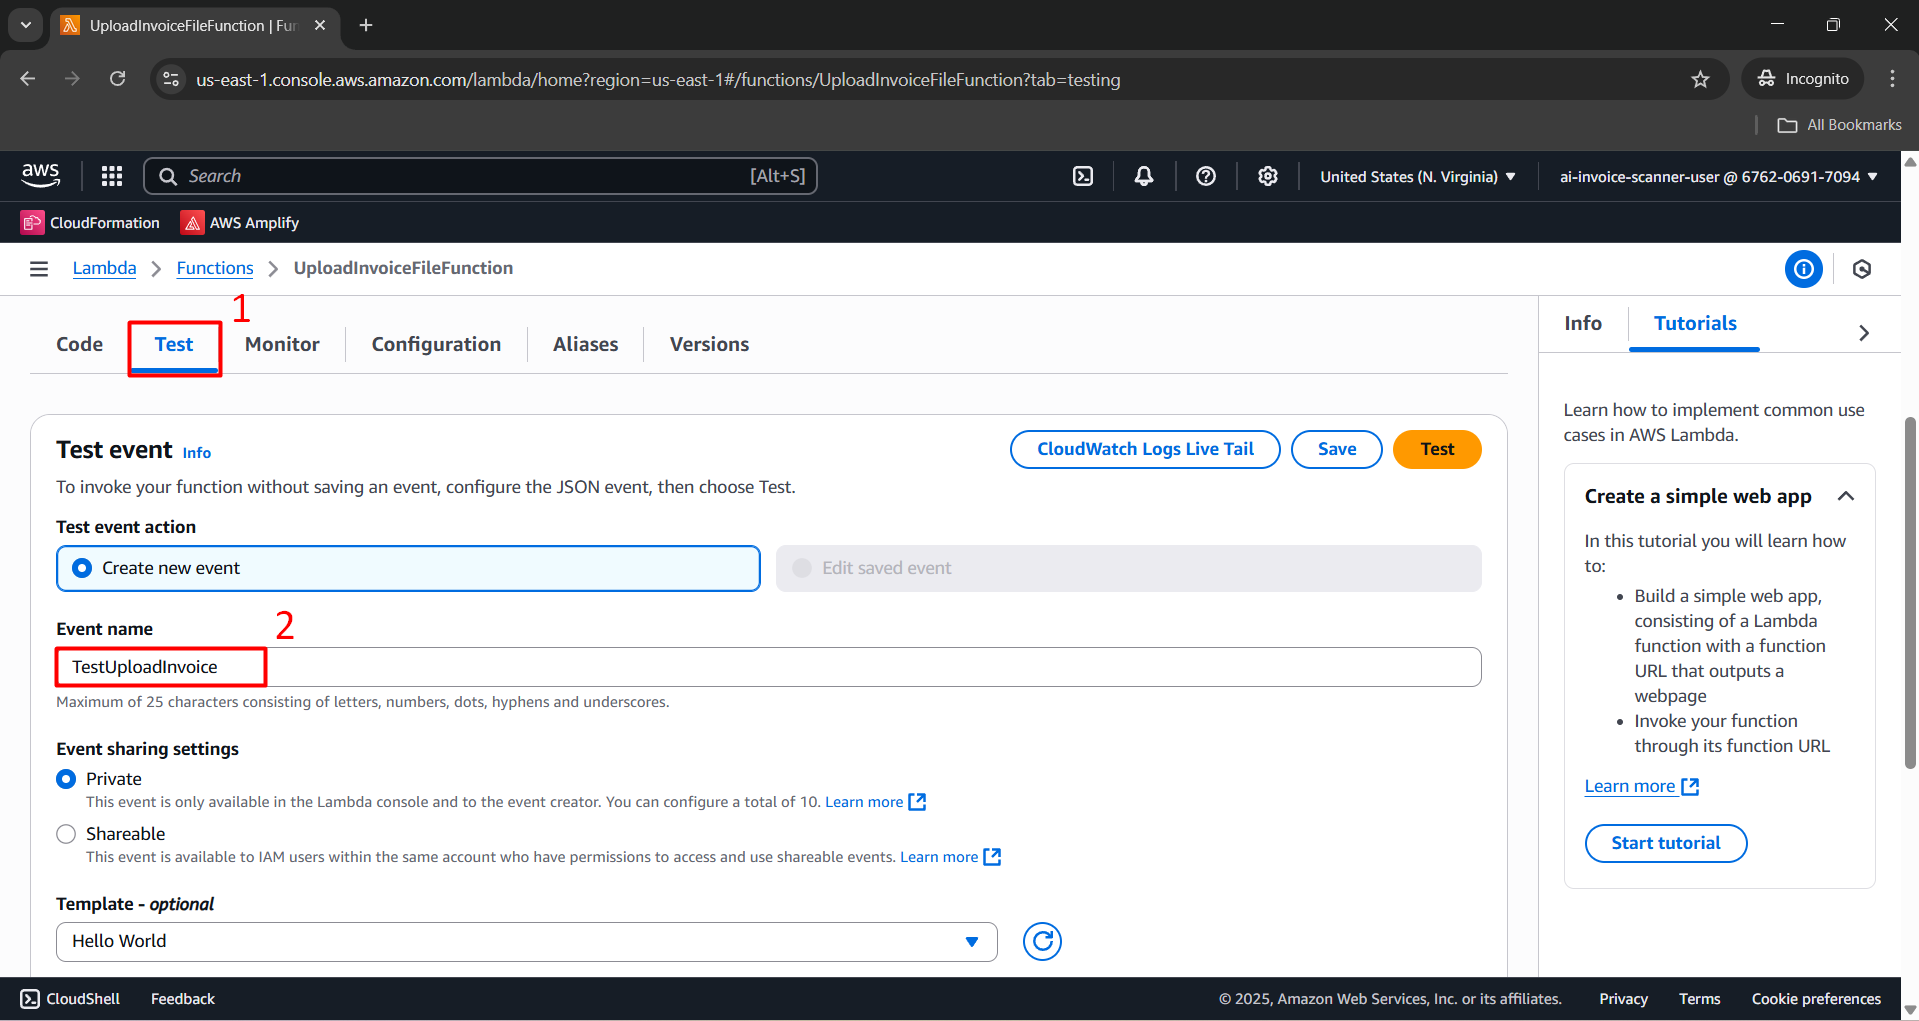 UploadInvoiceFileFunction | Fu
us-east-1.console.aws.amazon.com/lambda/home?region=us-east-1#/functions/UploadInvoiceFileFunction?tab=testing
Incognito
All Bookmarks
aws
Search
[Alt+S]
United States (N. Virginia)
ai-invoice-scanner-user @ 6762-0691-7094
CloudFormation
AWS Amplify
Lambda
Functions
UploadInvoiceFileFunction
1
Code
Test
Monitor
Configuration
Aliases
Versions
Test event Info
CloudWatch Logs Live Tail
Save
Test
To invoke your function without saving an event, configure the JSON event, then choose Test.
Test event action
Create new event
Edit saved event
Event name
2
TestUploadInvoice
Maximum of 25 characters consisting of letters, numbers, dots, hyphens and underscores.
Event sharing settings
Private
This event is only available in the Lambda console and to the event creator. You can configure a total of 10. Learn more
Shareable
This event is available to IAM users within the same account who have permissions to access and use shareable events. Learn more
Template - optional
Hello World
Info
Tutorials
Learn how to implement common use
cases in AWS Lambda.
Create a simple web app
In this tutorial you will learn how
to:
• Build a simple web app,
consisting of a Lambda
function with a function
URL that outputs a
webpage
• Invoke your function
through its function URL
Learn more
Start tutorial
CloudShell
Feedback
© 2025, Amazon Web Services, Inc. or its affiliates.
Privacy
Terms
Cookie preferences